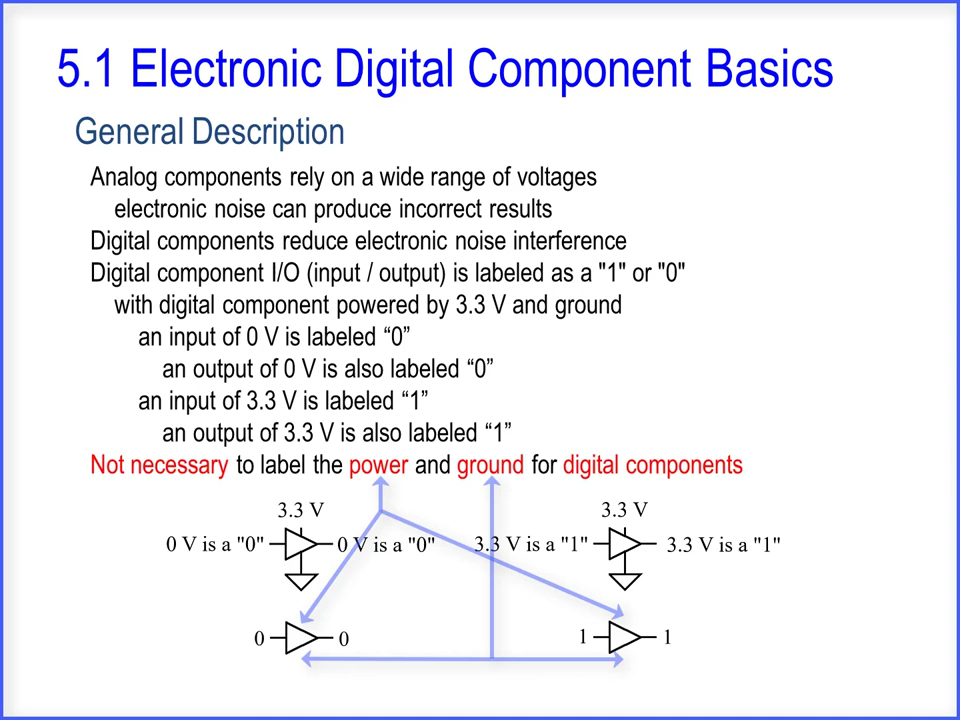 5.1 Electronic Digital Component Basics
General Description
Analog components rely on a wide range of voltages
electronic noise can produce incorrect results
Digital components reduce electronic noise interference
Digital component I/O (input / output) is labeled as a "1" or "0"
with digital component powered by 3.3 V and ground
an input of 0 V is labeled “0”
an output of 0 V is also labeled “0”
an input of 3.3 V is labeled “1”
an output of 3.3 V is also labeled “1”
Not necessary to label the power and ground for digital components
3.3 V 3.3 V
0 V is a "0" 0 V is a "0" 3.3 V is a "1" 3.3 V is a "1"
0 0 1 1